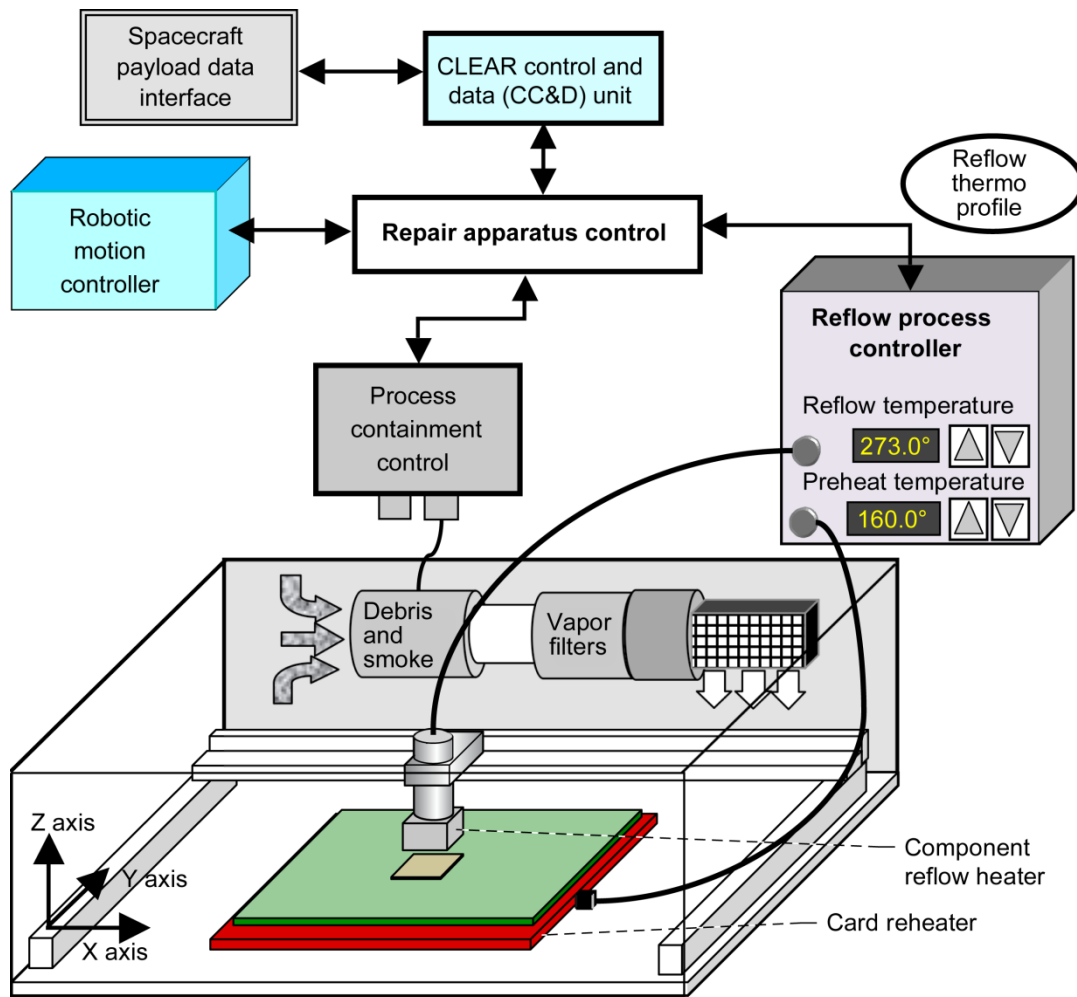 Spacecraft
payload data
interface
CLEAR control and
data (CC&D) unit
Reflow
thermo
profile
Robotic
motion
controller
Repair apparatus control
Reflow process
controller
Process
containment
control
Reflow temperature
273.0°
Preheat temperature
160.0°
Debris
and
smoke
Vapor
filters
Z axis
Y axis
X axis
Component
reflow heater
Card reheater